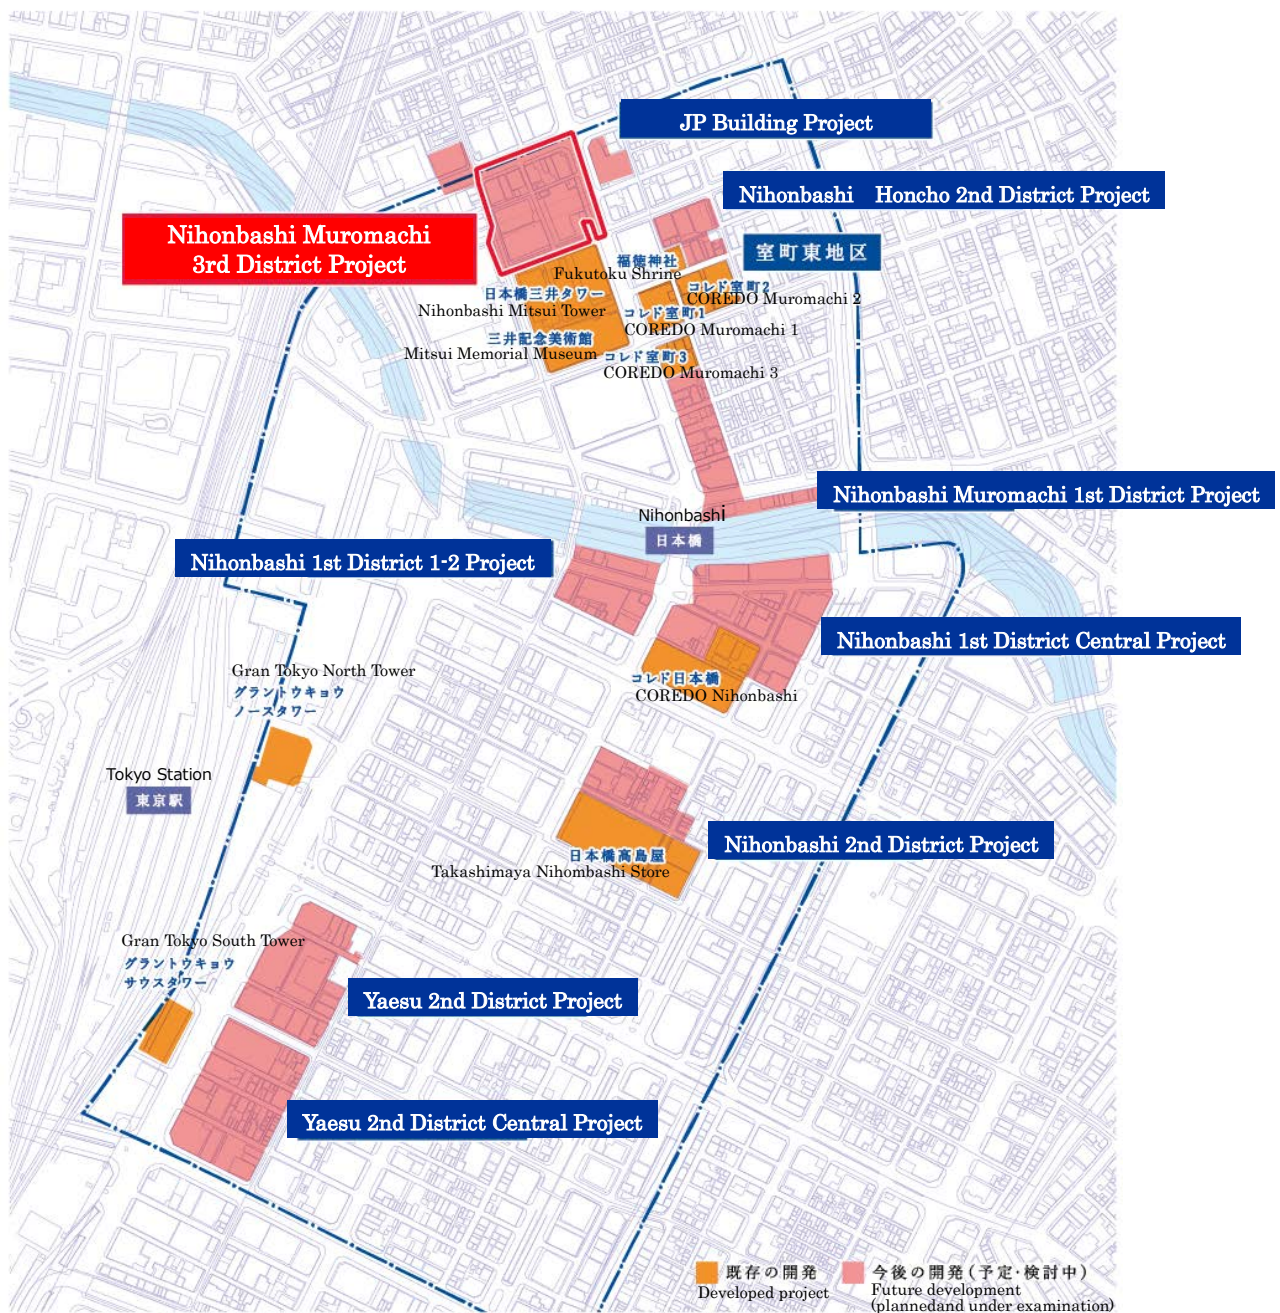 JP Building Project
Nihonbashi Honcho 2nd District Project
Nihonbashi Muromachi
3rd District Project
室町東地区
福徳神社
Fukutoku Shrine
日本橋三井タワー
Nihonbashi Mitsui Tower
コレド室町2
COREDO Muromachi 2
コレド室町1
COREDO Muromachi 1
三井記念美術館
Mitsui Memorial Museum
コレド室町3
COREDO Muromachi 3
Nihonbashi Muromachi 1st District Project
Nihonbashi
日本橋
Nihonbashi 1st District 1-2 Project
Nihonbashi 1st District Central Project
Gran Tokyo North Tower
グラントウキョウ
ノースタワー
コレド日本橋
COREDO Nihonbashi
Tokyo Station
東京駅
Nihonbashi 2nd District Project
日本橋高島屋
Takashimaya Nihombashi Store
Gran Tokyo South Tower
グラントウキョウ
サウスタワー
Yaesu 2nd District Project
Yaesu 2nd District Central Project
既存の開発
Developed project
今後の開発(予定・検討中)
Future development
(plannedand under examination)